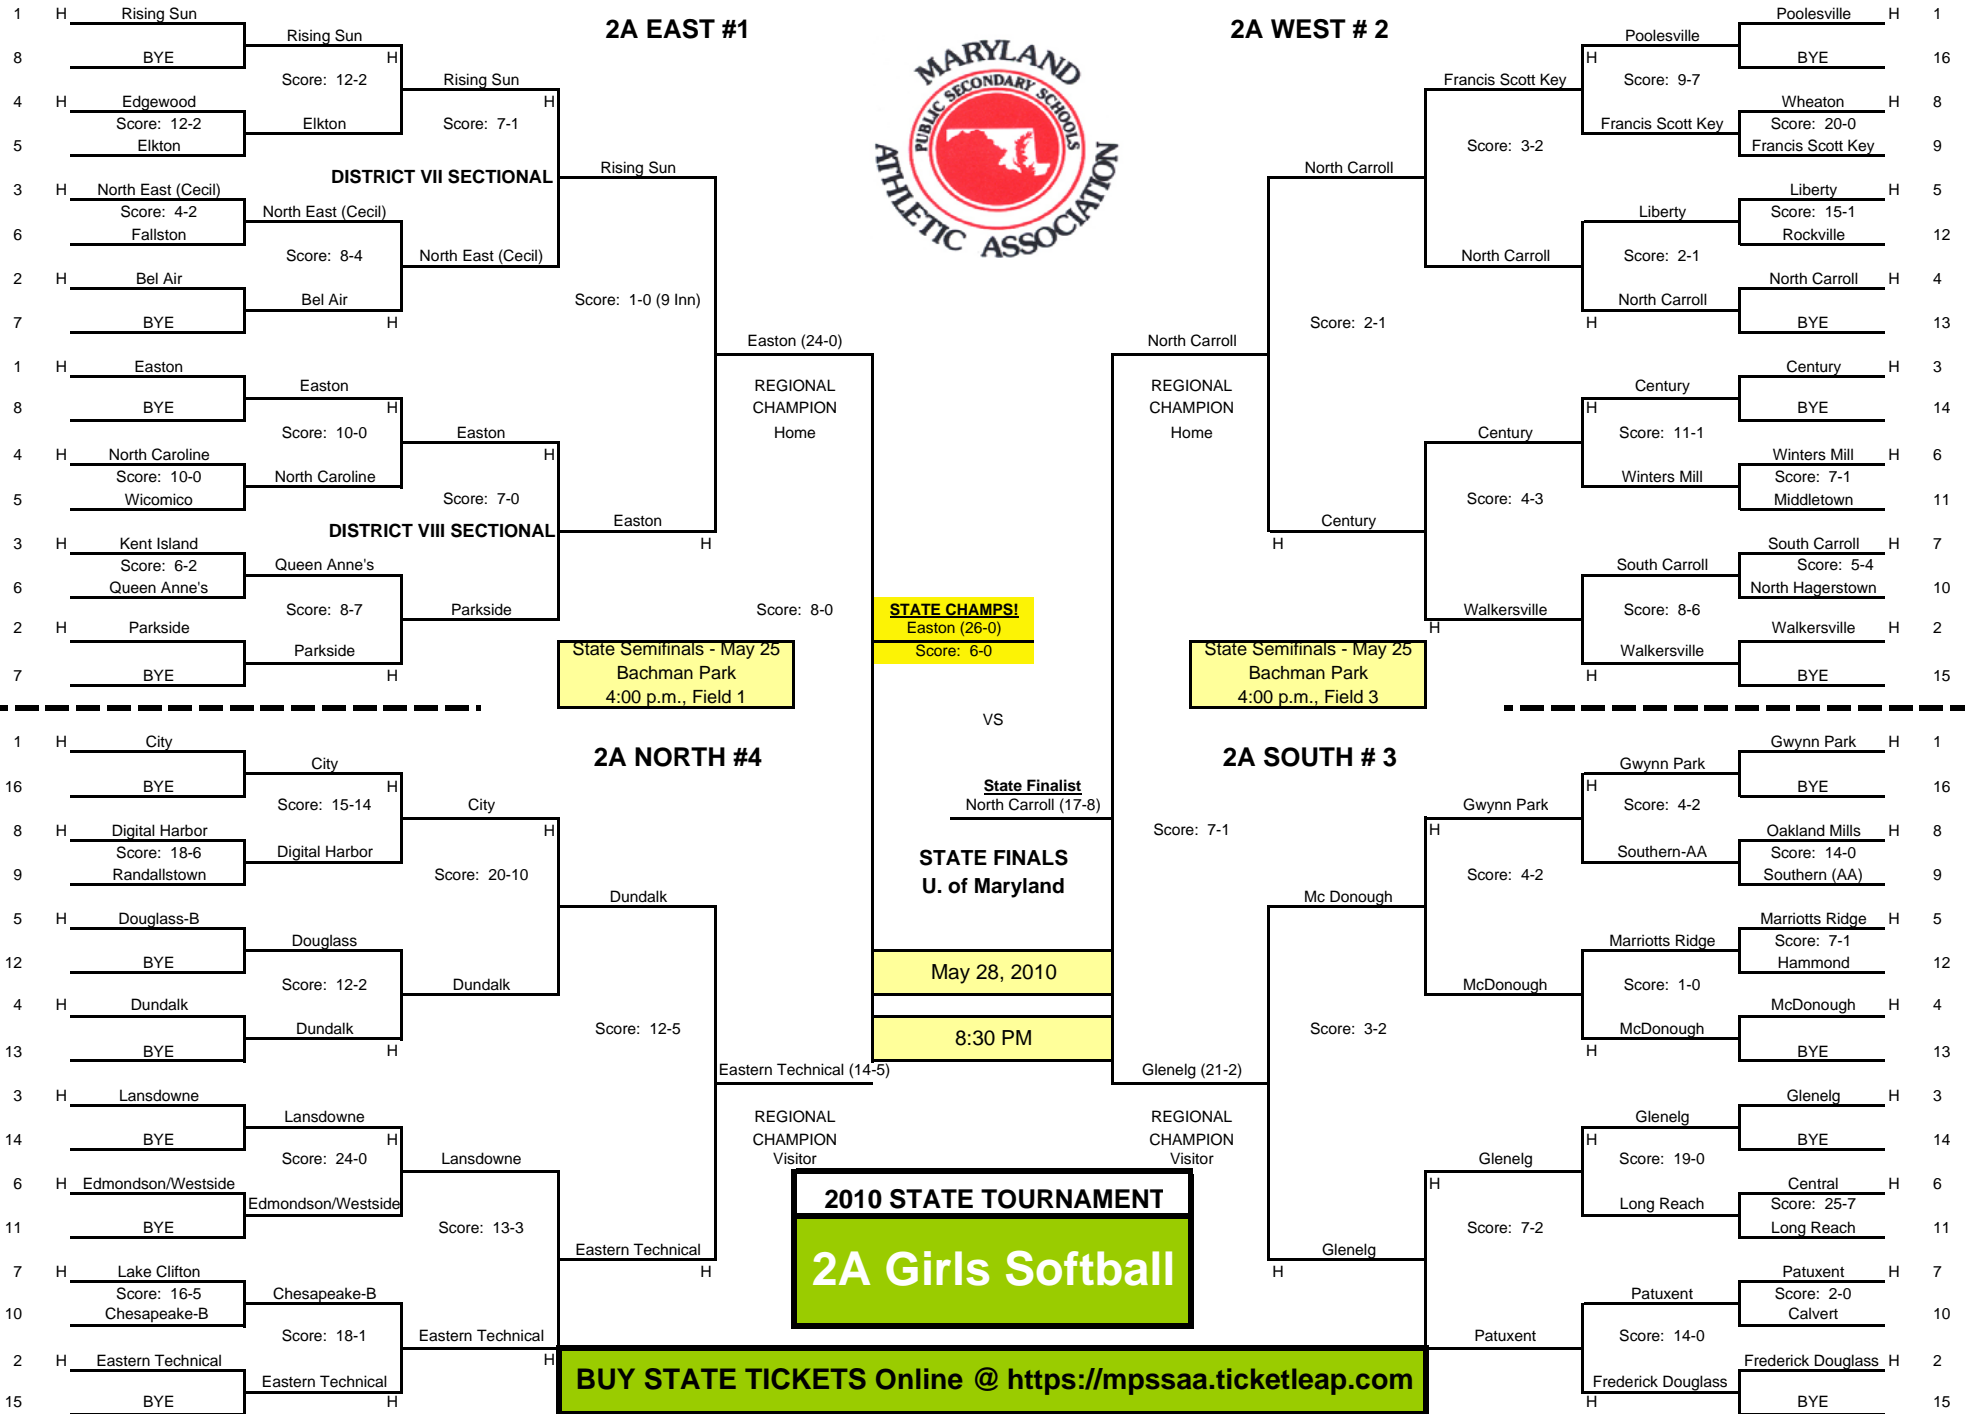 2A EAST #1
1 H Rising Sun
8 BYE
Rising Sun
H
Score: 12-2
4 H Edgewood
Score: 12-2
5 Elkton
Elkton
Rising Sun
H
Score: 7-1
3 H North East (Cecil)
Score: 4-2
6 Fallston
North East (Cecil)
Score: 8-4
2 H Bel Air
7 BYE
Bel Air
H
North East (Cecil)
DISTRICT VII SECTIONAL
Rising Sun
Score: 1-0 (9 Inn)
1 H Easton
8 BYE
Easton
H
Score: 10-0
4 H North Caroline
Score: 10-0
5 Wicomico
North Caroline
Easton
H
Score: 7-0
DISTRICT VIII SECTIONAL
3 H Kent Island
Score: 6-2
6 Queen Anne's
Queen Anne's
Score: 8-7
2 H Parkside
7 BYE
Parkside
H
Parkside
Easton
H
Easton (24-0)
REGIONAL
CHAMPION
Home
Score: 8-0
State Semifinals - May 25
Bachman Park
4:00 p.m., Field 1
MARYLAND
PUBLIC SECONDARY SCHOOLS
ATHLETIC ASSOCIATION
2A WEST # 2
Poolesville H 1
BYE 16
Poolesville
H
Score: 9-7
Wheaton H 8
Score: 20-0
Francis Scott Key 9
Francis Scott Key
Francis Scott Key
Score: 3-2
Liberty H 5
Score: 15-1
Rockville 12
Liberty
Score: 2-1
North Carroll H 4
BYE 13
North Carroll
H
North Carroll
North Carroll
Score: 2-1
Century H 3
BYE 14
Century
H
Score: 11-1
Winters Mill H 6
Score: 7-1
Middletown 11
Winters Mill
Century
Score: 4-3
South Carroll H 7
Score: 5-4
North Hagerstown 10
South Carroll
Score: 8-6
Walkersville H 2
BYE 15
Walkersville
H
Walkersville
H
Century
H
North Carroll
REGIONAL
CHAMPION
Home
State Semifinals - May 25
Bachman Park
4:00 p.m., Field 3
STATE CHAMPS!
Easton (26-0)
Score: 6-0
VS
State Finalist
North Carroll (17-8)
STATE FINALS
U. of Maryland
May 28, 2010
8:30 PM
2A NORTH #4
1 H City
16 BYE
City
H
Score: 15-14
8 H Digital Harbor
Score: 18-6
9 Randallstown
Digital Harbor
City
H
Score: 20-10
5 H Douglass-B
12 BYE
Douglass
Score: 12-2
4 H Dundalk
13 BYE
Dundalk
H
Dundalk
Dundalk
Score: 12-5
3 H Lansdowne
14 BYE
Lansdowne
H
Score: 24-0
6 H Edmondson/Westside
11 BYE
Edmondson/Westside
Lansdowne
Score: 13-3
7 H Lake Clifton
Score: 16-5
10 Chesapeake-B
Chesapeake-B
Score: 18-1
2 H Eastern Technical
15 BYE
Eastern Technical
H
Eastern Technical
H
Eastern Technical
H
Eastern Technical (14-5)
REGIONAL
CHAMPION
Visitor
2A SOUTH # 3
Gwynn Park H 1
BYE 16
Gwynn Park
H
Score: 4-2
Oakland Mills H 8
Score: 14-0
Southern (AA) 9
Southern-AA
Gwynn Park
H
Score: 4-2
Marriotts Ridge H 5
Score: 7-1
Hammond 12
Marriotts Ridge
Score: 1-0
McDonough H 4
BYE 13
McDonough
H
McDonough
Mc Donough
Score: 3-2
Glenelg H 3
BYE 14
Glenelg
H
Score: 19-0
Central H 6
Score: 25-7
Long Reach 11
Long Reach
Glenelg
H
Score: 7-2
Patuxent H 7
Score: 2-0
Calvert 10
Patuxent
Score: 14-0
Frederick Douglass H 2
BYE 15
Frederick Douglass
H
Patuxent
Glenelg
H
Glenelg (21-2)
REGIONAL
CHAMPION
Visitor
Score: 7-1
2010 STATE TOURNAMENT
2A Girls Softball
BUY STATE TICKETS Online @ https://mpssaa.ticketleap.com